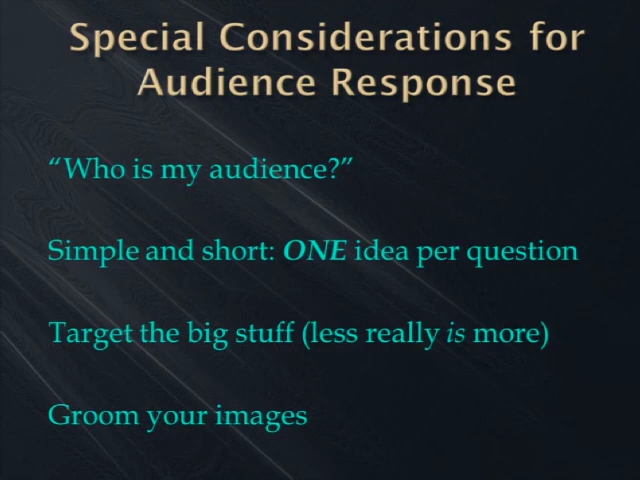 Special Considerations for
Audience Response
“Who is my audience?”
Simple and short: ONE idea per question
Target the big stuff (less really is more)
Groom your images